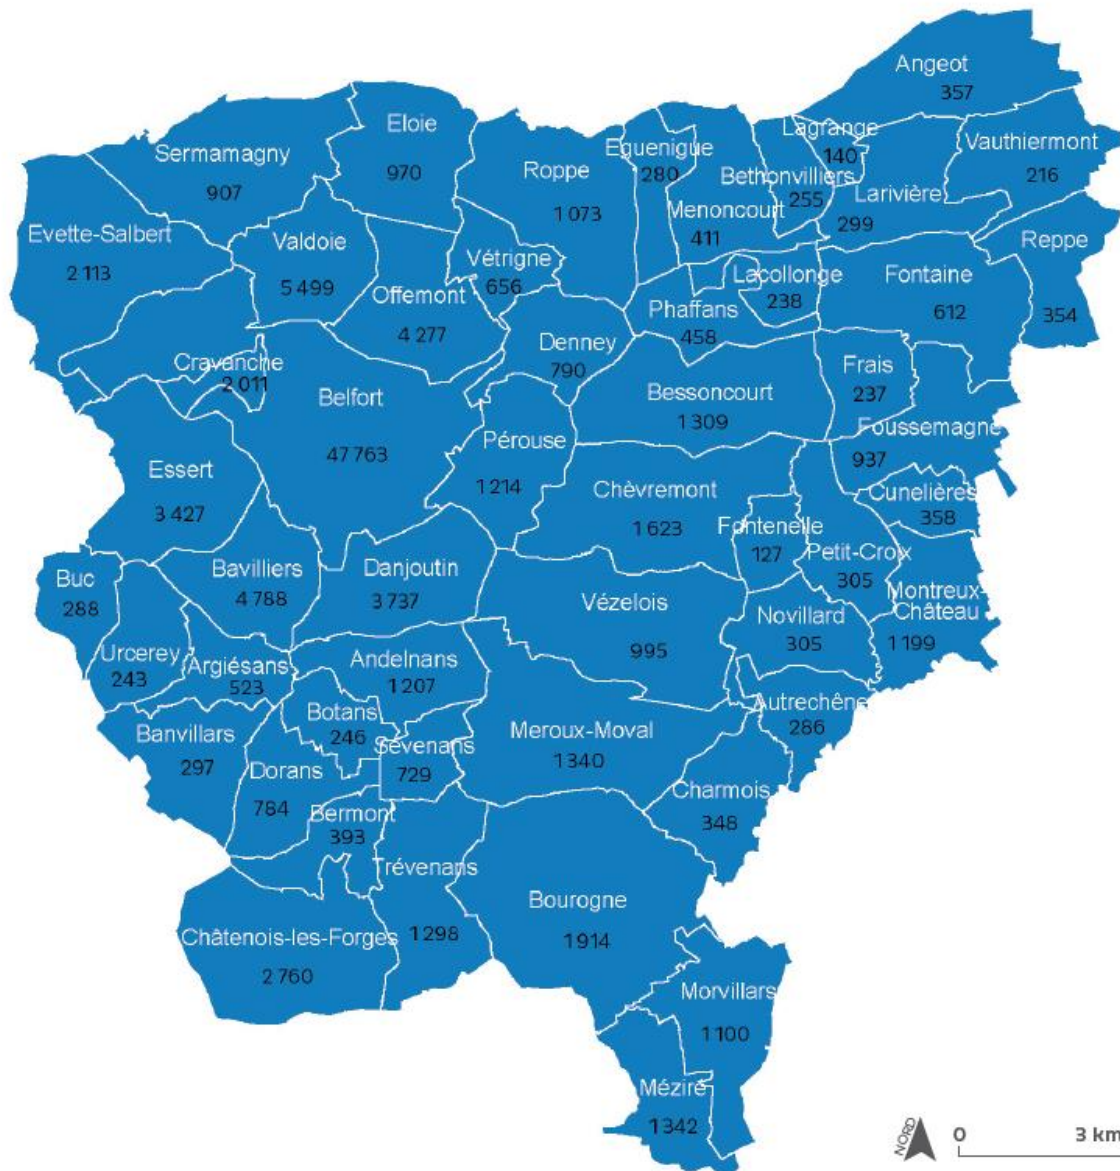 Angeot
357
Sermamagny
907
Eloie
970
Roppe
1 073
Eguenigue
280
Menoncourt
411
Bethonvilliers
255
Lagrange
140
Larivière
299
Vauthiermont
216
Reppe
354
Evette-Salbert
2 113
Valdoie
5 499
Offemont
4 277
Vétrigne
656
Lacollonge
238
Fontaine
612
Phaffans
458
Denney
790
Cravanche
2 011
Belfort
47 763
Bessoncourt
1 309
Frais
237
Foussemagne
937
Pérouse
1 214
Essert
3 427
Chèvremont
1 623
Cunelières
358
Fontenelle
127
Petit-Croix
305
Montreux-
Château
1 199
Buc
288
Bavilliers
4 788
Danjoutin
3 737
Vézelois
995
Novillard
305
Urcerey
243
Argiésans
523
Andelnans
1 207
Autrechêne
286
Banvillars
297
Botans
246
Sévenans
729
Meroux-Moval
1 340
Dorans
784
Charmois
348
Bermont
393
Trévenans
1 298
Bourogne
1 914
Châtenois-les-Forges
2 760
Morvillars
1 100
Méziré
1 342
NORD
0 3 km